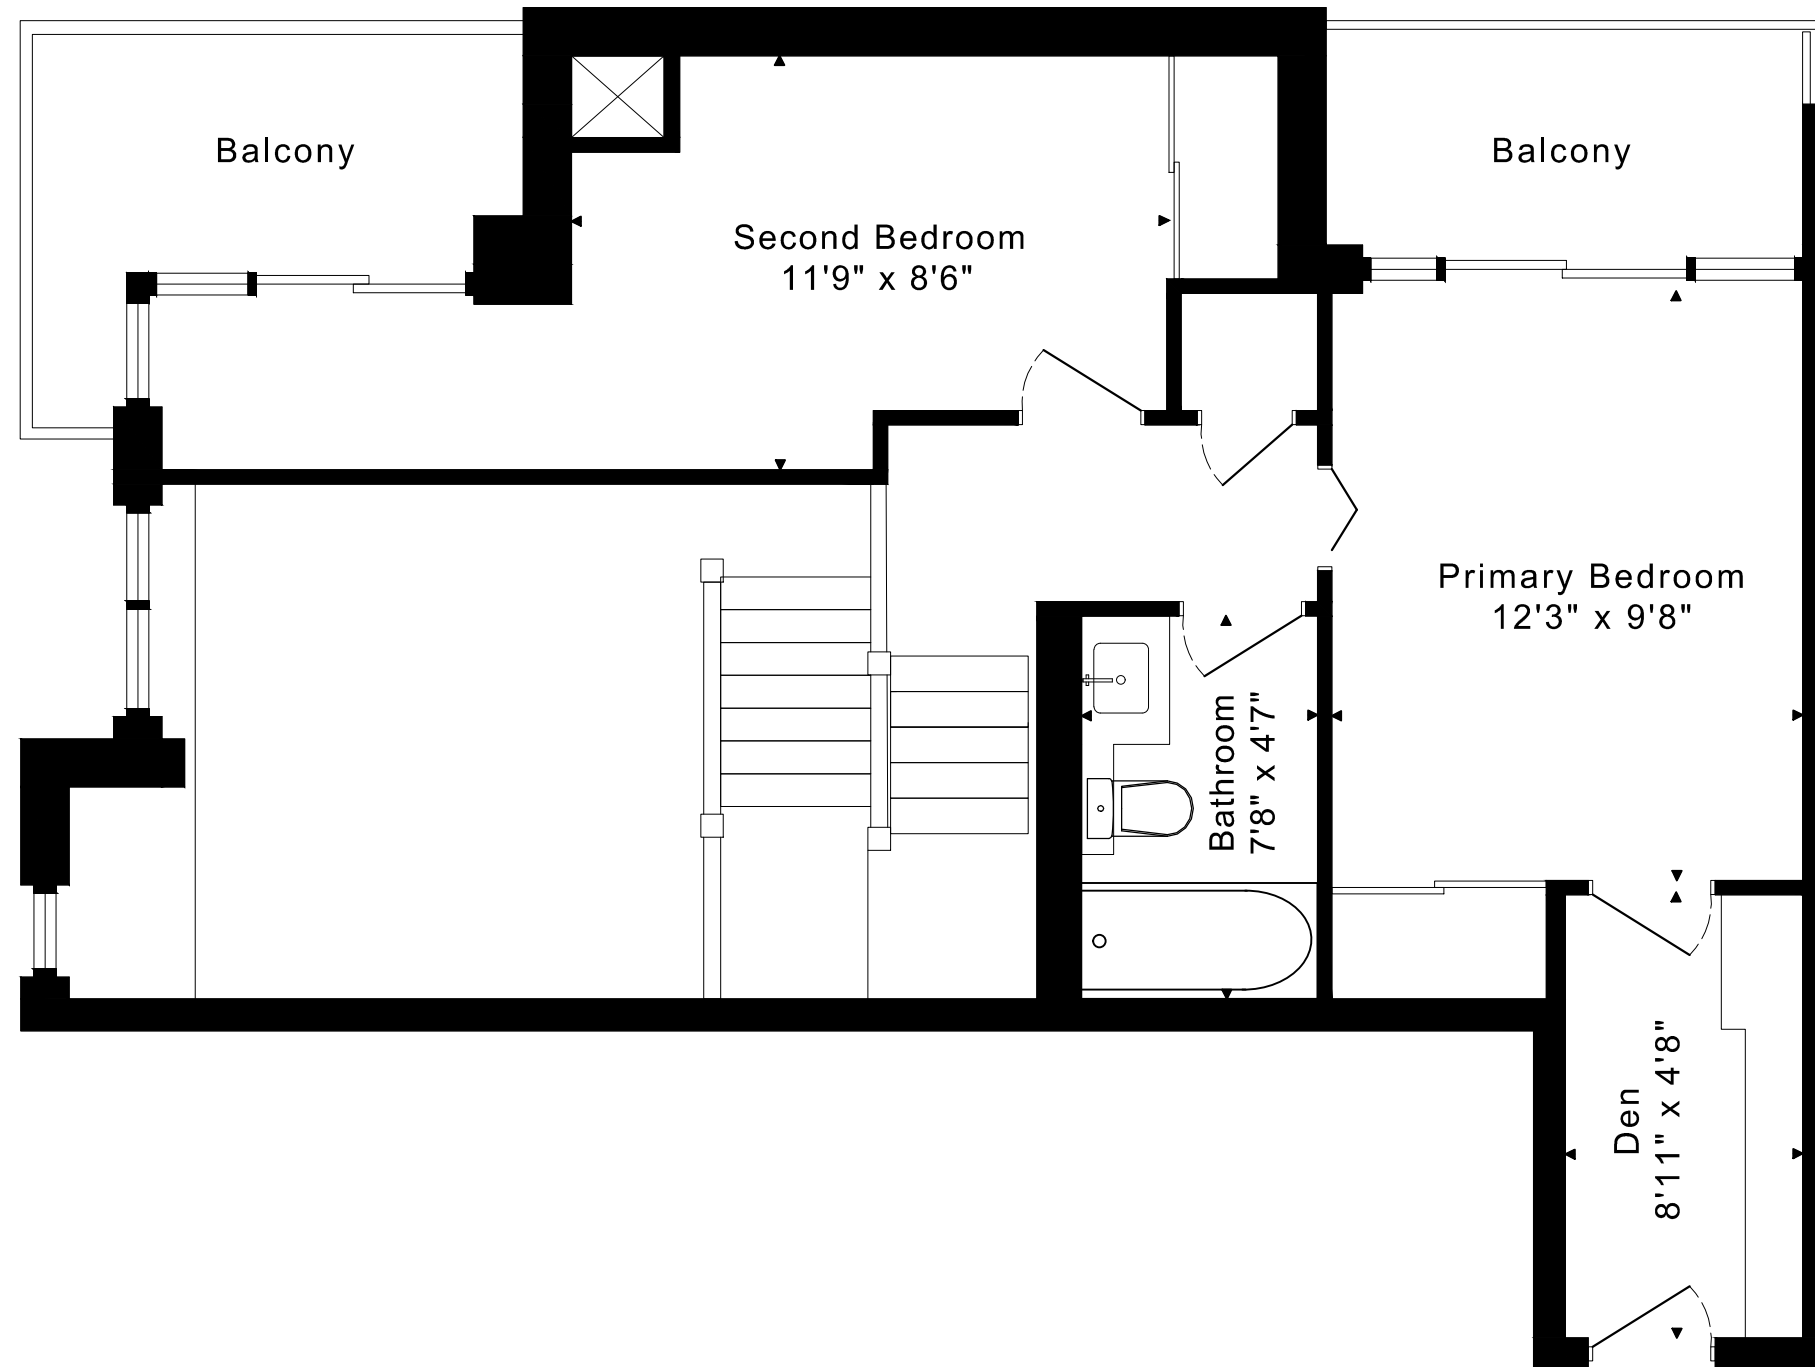 Balcony
Balcony
Second Bedroom
11'9" x 8'6"
Primary Bedroom
12'3" x 9'8"
Bathroom
7'8" x 4'7"
Den
8'11" x 4'8"